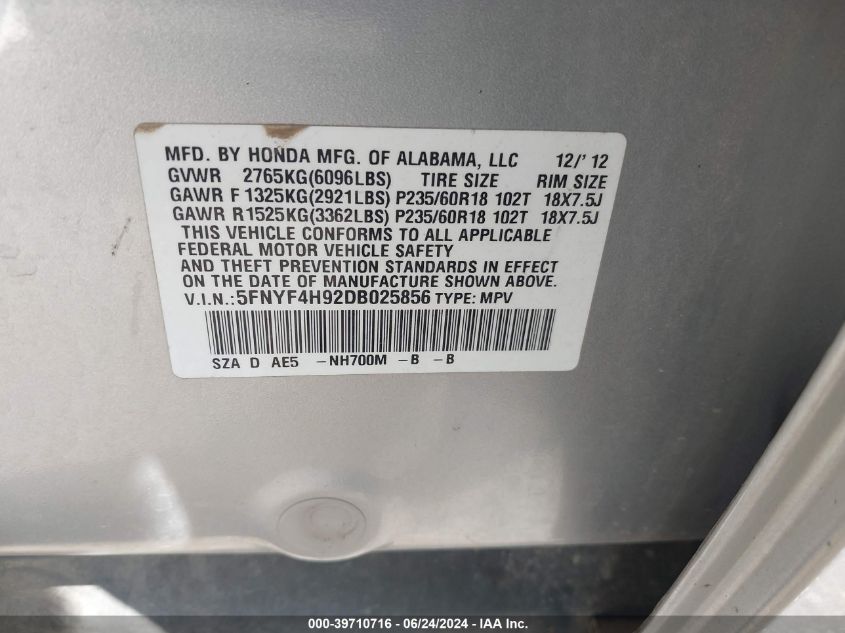 MFD. BY HONDA MFG. OF ALABAMA, LLC 12/'12
GVWR 2765KG(6096LBS) TIRE SIZE RIM SIZE
GAWR F 1325KG(2921LBS) P235/60R18 102T 18X7.5J
GAWR R1525KG(3362LBS) P235/60R18 102T 18X7.5J
THIS VEHICLE CONFORMS TO ALL APPLICABLE
FEDERAL MOTOR VEHICLE SAFETY
AND THEFT PREVENTION STANDARDS IN EFFECT
ON THE DATE OF MANUFACTURE SHOWN ABOVE.
V.I.N.:5FNYF4H92DB025856 TYPE: MPV
SZA D AE5 -NH700M -B -B
000-39710716 - 06/24/2024 - IAA Inc.